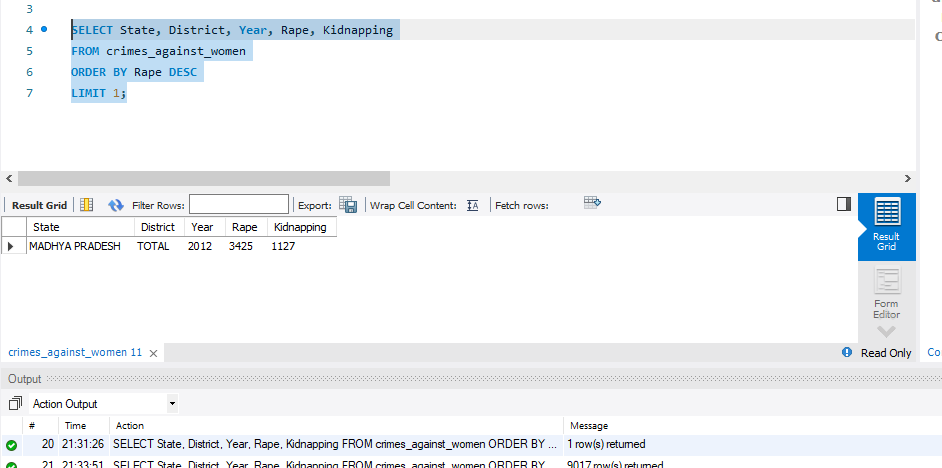 3
4 SELECT State, District, Year, Rape, Kidnapping
5 FROM crimes_against_women
6 ORDER BY Rape DESC
7 LIMIT 1;
Result Grid Filter Rows: Export: Wrap Cell Content: Fetch rows:
State District Year Rape Kidnapping
MADHYA PRADESH TOTAL 2012 3425 1127
Result
Grid
Form
Editor
crimes_against_women 11 Read Only Co
Output
Action Output
# Time Action Message
20 21:31:26 SELECT State, District, Year, Rape, Kidnapping FROM crimes_against_women ORDER BY ... 1 row(s) returned
21 21:33:51 SELECT State, District, Year, Rape, Kidnapping FROM crimes_against_women ORDER BY ... 9017 row(s) returned